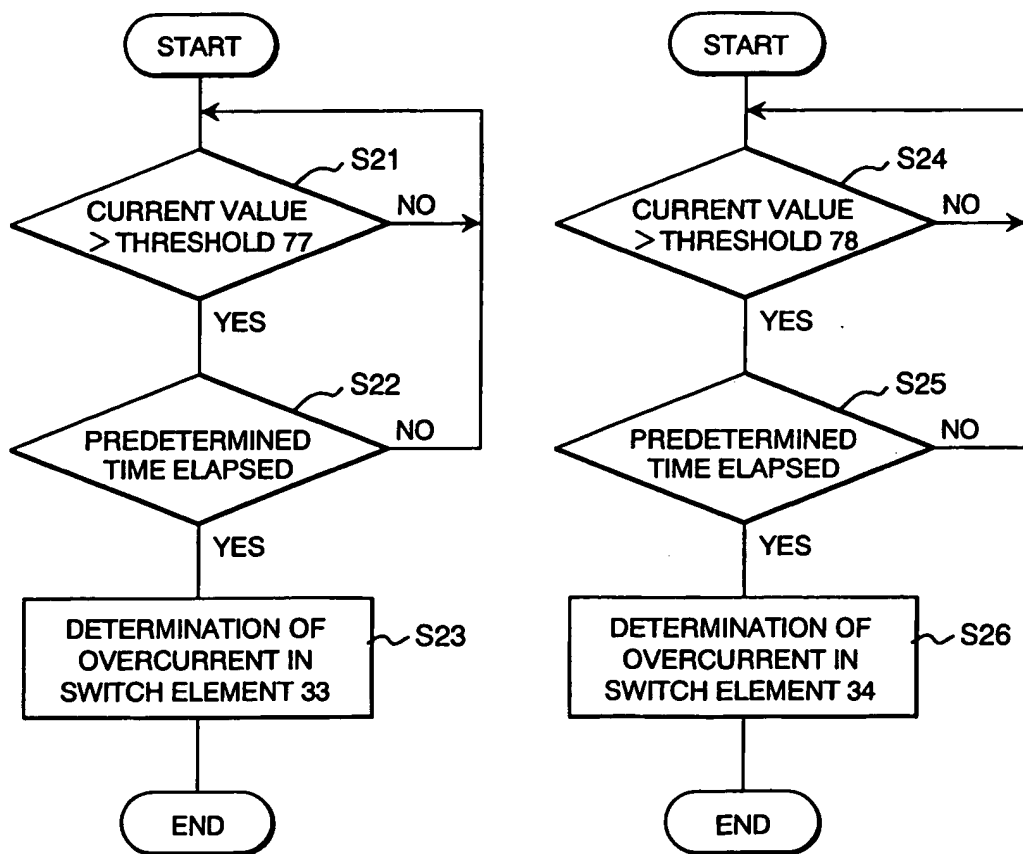 START
S21
CURRENT VALUE
> THRESHOLD 77
NO
YES
S22
PREDETERMINED
TIME ELAPSED
NO
YES
DETERMINATION OF
OVERCURRENT IN
SWITCH ELEMENT 33
S23
END
START
S24
CURRENT VALUE
> THRESHOLD 78
NO
YES
S25
PREDETERMINED
TIME ELAPSED
NO
YES
DETERMINATION OF
OVERCURRENT IN
SWITCH ELEMENT 34
S26
END